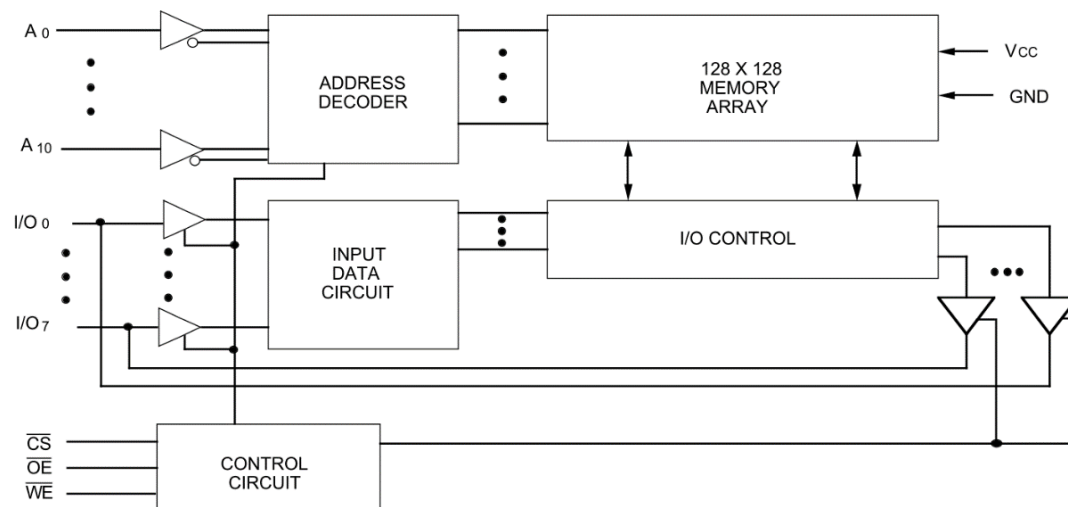 A 0
ADDRESS
DECODER
128 X 128
MEMORY
ARRAY
VCC
GND
A 10
I/O 0
INPUT
DATA
CIRCUIT
I/O CONTROL
I/O 7
CS
OE
WE
CONTROL
CIRCUIT